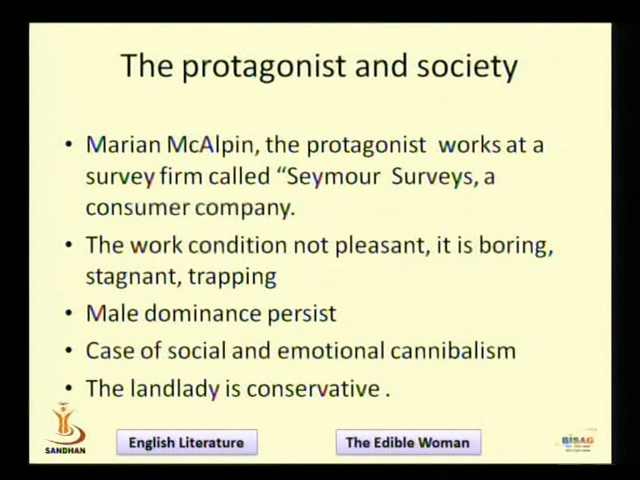 The protagonist and society
• Marian McAlpin, the protagonist works at a
survey firm called “Seymour Surveys, a
consumer company.
• The work condition not pleasant, it is boring,
stagnant, trapping
• Male dominance persist
• Case of social and emotional cannibalism
• The landlady is conservative .
SANDHAN
English Literature
The Edible Woman
BISAG